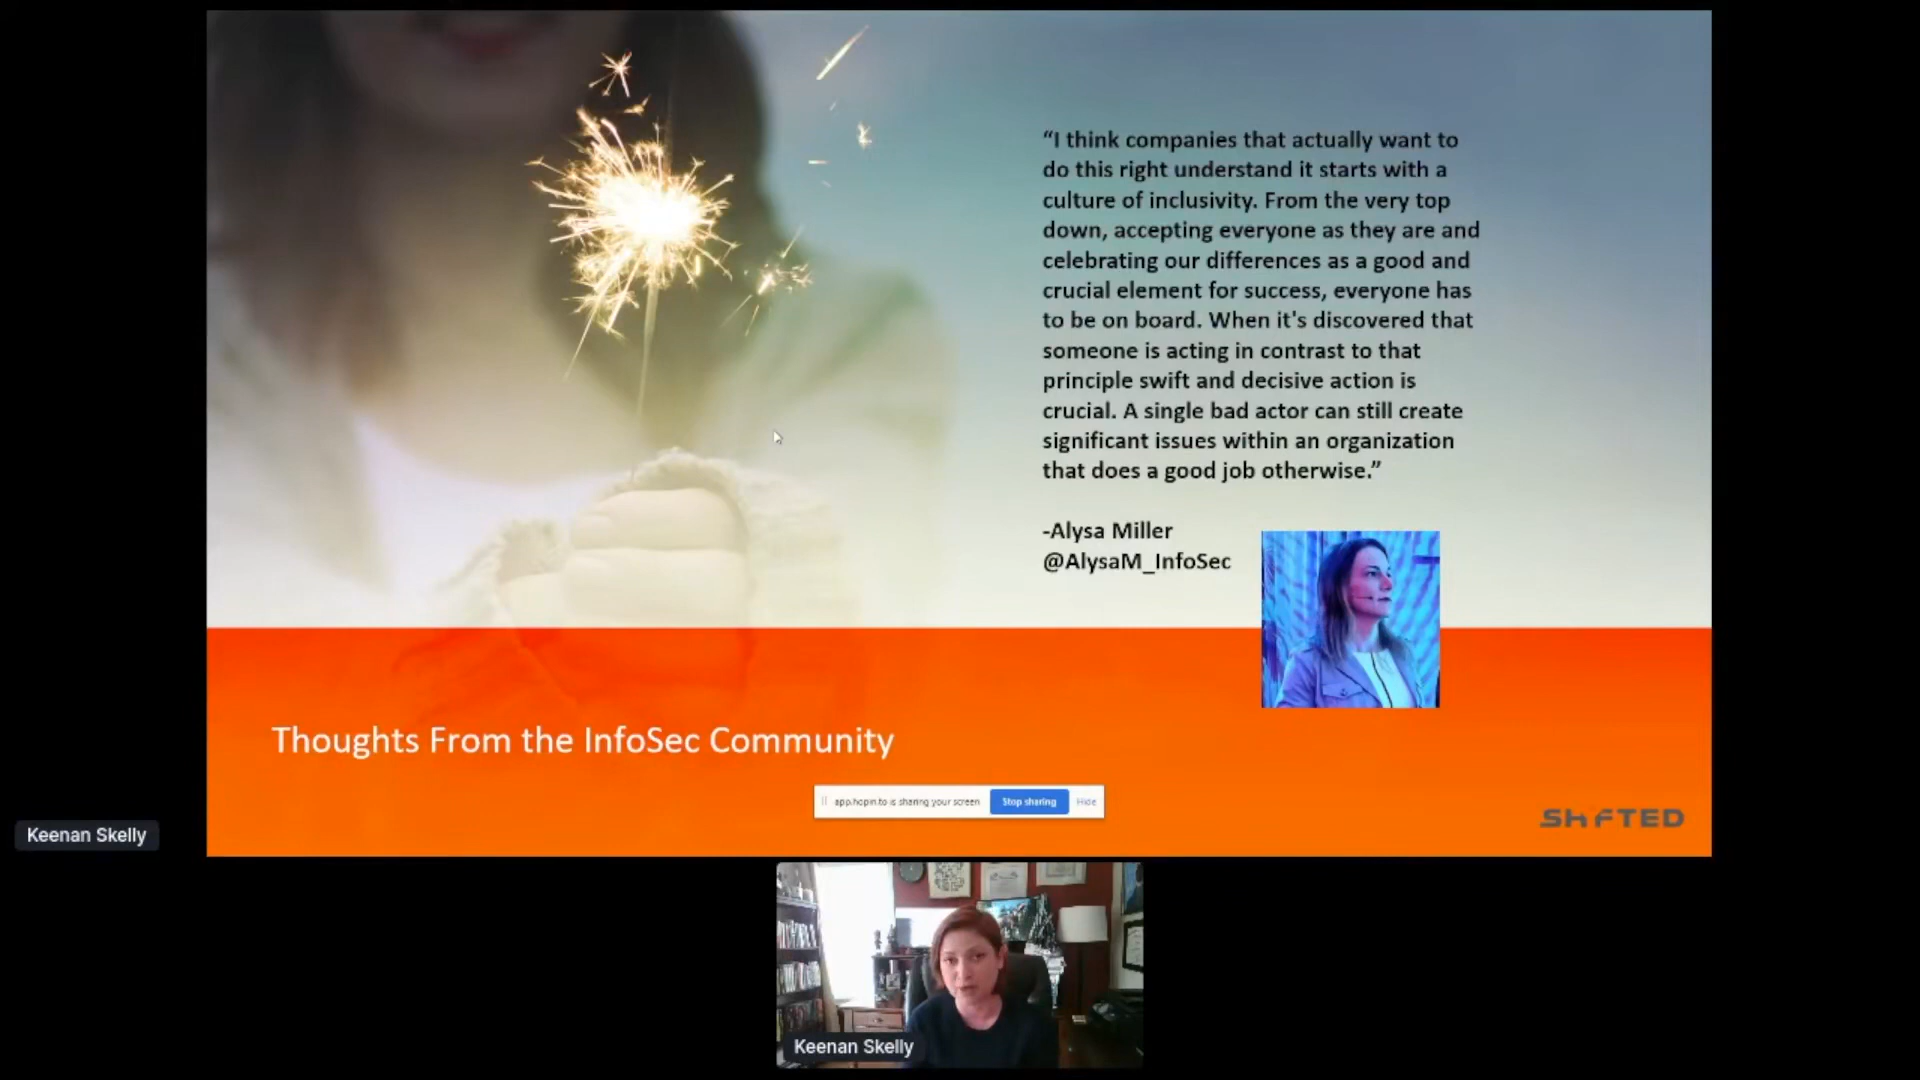 “I think companies that actually want to
do this right understand it starts with a
culture of inclusivity. From the very top
down, accepting everyone as they are and
celebrating our differences as a good and
crucial element for success, everyone has
to be on board. When it's discovered that
someone is acting in contrast to that
principle swift and decisive action is
crucial. A single bad actor can still create
significant issues within an organization
that does a good job otherwise.”
-Alysa Miller
@AlysaM_InfoSec
Thoughts From the InfoSec Community
app.hopin.to is sharing your screen
Stop sharing
Hide
SHIFTED
Keenan Skelly
Keenan Skelly